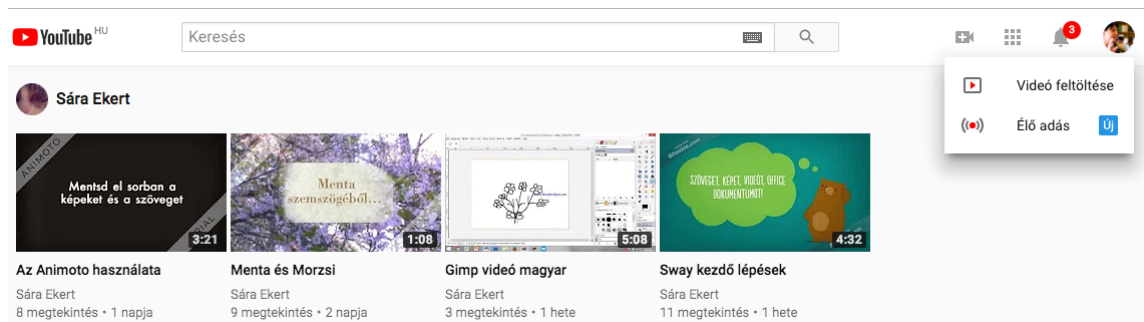 YouTube HU
Keresés
3
Videó feltöltése
Élő adás Új
Sára Ekert
ANIMOTO
Mentsd el sorban a
képeket és a szöveget
3:21
Menta
szemszögéből...
1:08
5:08
SZÖVEGET, KÉPET, VIDEÓT, OFFICE
DOKUMENTUMOT!
4:32
Az Animoto használata
Menta és Morzsi
Gimp videó magyar
Sway kezdő lépések
Sára Ekert
Sára Ekert
Sára Ekert
Sára Ekert
8 megtekintés • 1 napja
9 megtekintés • 2 napja
3 megtekintés • 1 hete
11 megtekintés • 1 hete